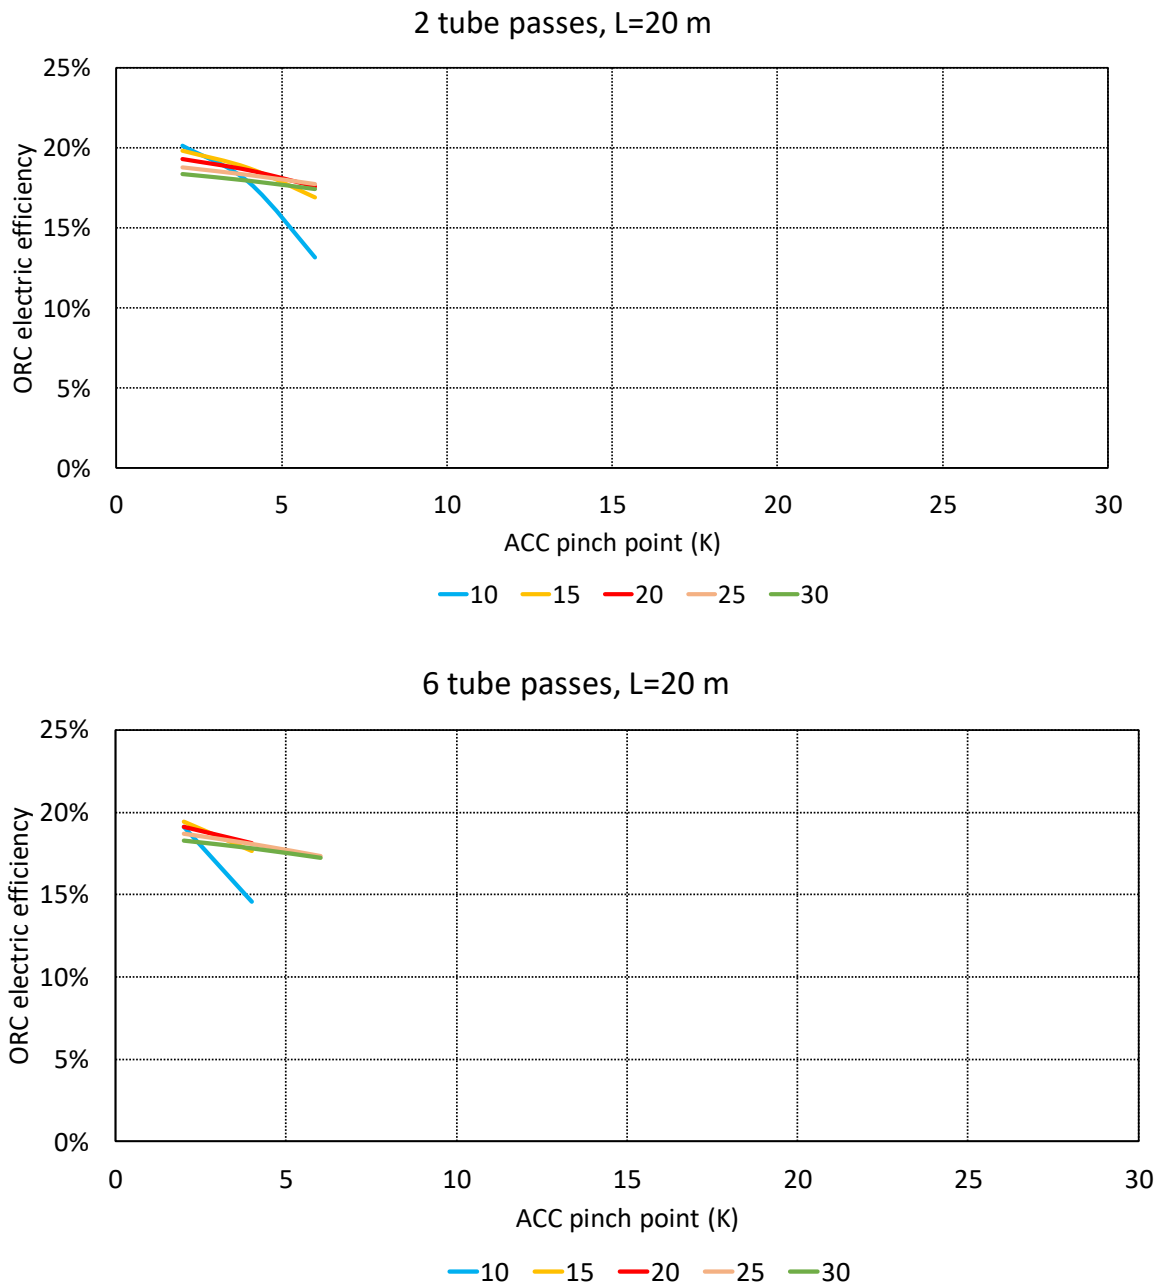 2 tube passes, L=20 m
25%
20%
15%
10%
5%
0%
ORC electric efficiency
0 5 10 15 20 25 30
ACC pinch point (K)
10 15 20 25 30
6 tube passes, L=20 m
25%
20%
15%
10%
5%
0%
ORC electric efficiency
0 5 10 15 20 25 30
ACC pinch point (K)
10 15 20 25 30